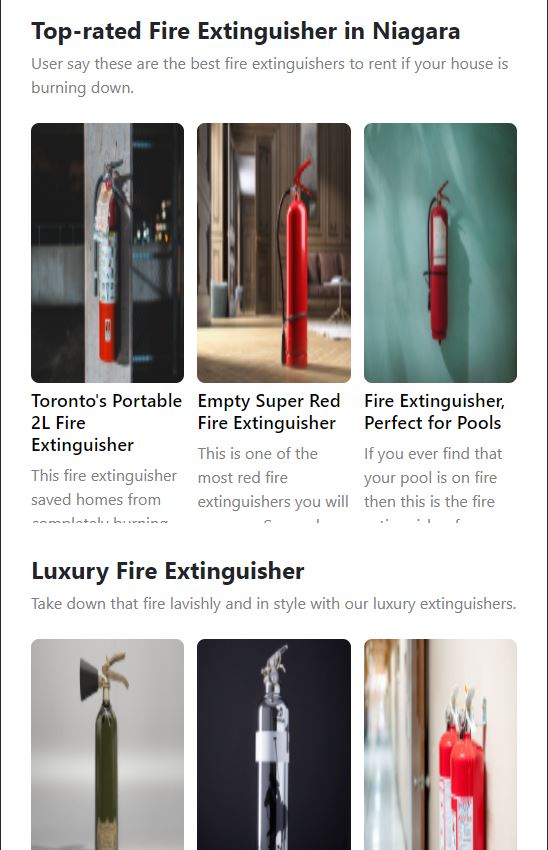 Top-rated Fire Extinguisher in Niagara
User say these are the best fire extinguishers to rent if your house is
burning down.
Toronto's Portable
2L Fire
Extinguisher
This fire extinguisher
saved homes from
completely burning
Empty Super Red
Fire Extinguisher
This is one of the
most red fire
extinguishers you will
Fire Extinguisher,
Perfect for Pools
If you ever find that
your pool is on fire
then this is the fire
Luxury Fire Extinguisher
Take down that fire lavishly and in style with our luxury extinguishers.